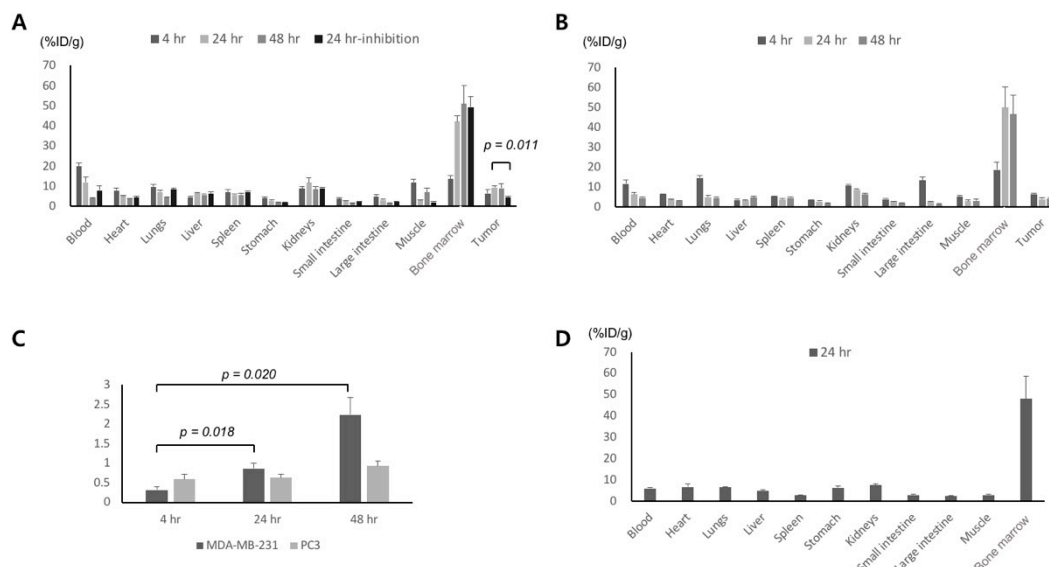 A
(%ID/g)
4 hr 24 hr 48 hr 24 hr-inhibition
70
60
50
40
30
20
10
0
p = 0.011
Blood Heart Lungs Liver Spleen Stomach Kidneys Small intestine Large intestine Muscle Bone marrow Tumor
B
(%ID/g)
4 hr 24 hr 48 hr
70
60
50
40
30
20
10
0
Blood Heart Lungs Liver Spleen Stomach Kidneys Small intestine Large intestine Muscle Bone marrow Tumor
C
p = 0.020
p = 0.018
3
2.5
2
1.5
1
0.5
0
4 hr 24 hr 48 hr
MDA-MB-231 PC3
D
(%ID/g)
24 hr
70
60
50
40
30
20
10
0
Blood Heart Lungs Liver Spleen Stomach Kidneys Small intestine Large intestine Muscle Bone marrow